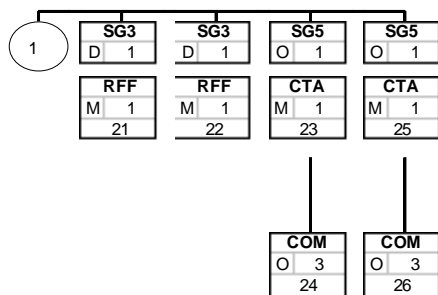 1
SG3 SG3 SG5 SG5
D 1 D 1 O 1 O 1
RFF RFF CTA CTA
M 1 M 1 M 1 M 1
21 22 23 25
COM COM
O 3 O 3
24 26